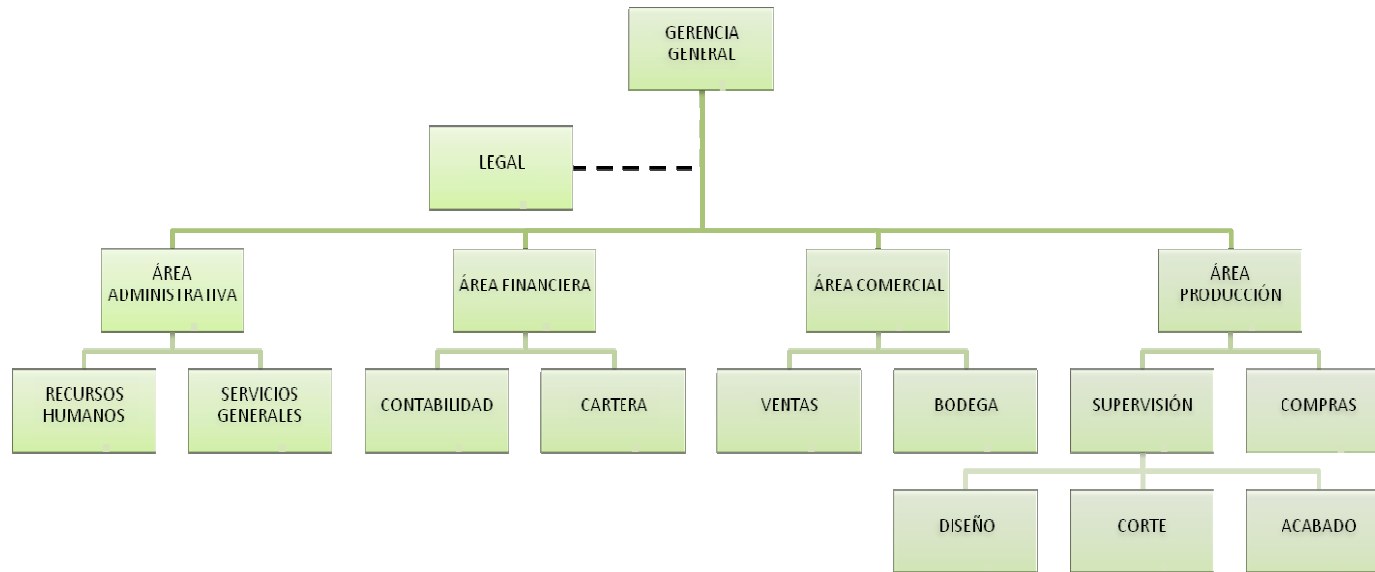 GERENCIA
GENERAL
LEGAL
ÁREA
ADMINISTRATIVA
ÁREA FINANCIERA
ÁREA COMERCIAL
ÁREA
PRODUCCIÓN
RECURSOS
HUMANOS
SERVICIOS
GENERALES
CONTABILIDAD
CARTERA
VENTAS
BODEGA
SUPERVISIÓN
COMPRAS
DISEÑO
CORTE
ACABADO